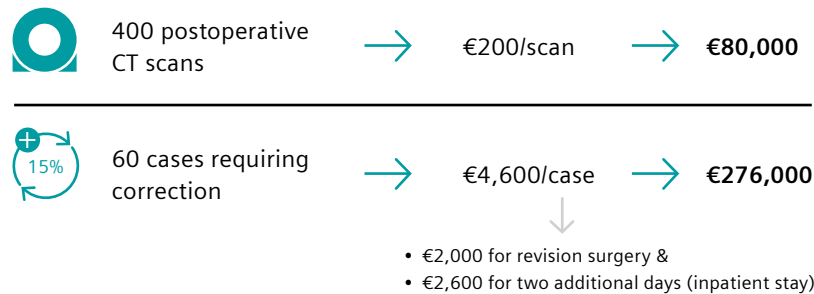 400 postoperative
CT scans
€200/scan
€80,000
15%
60 cases requiring
correction
€4,600/case
€276,000
• €2,000 for revision surgery &
• €2,600 for two additional days (inpatient stay)